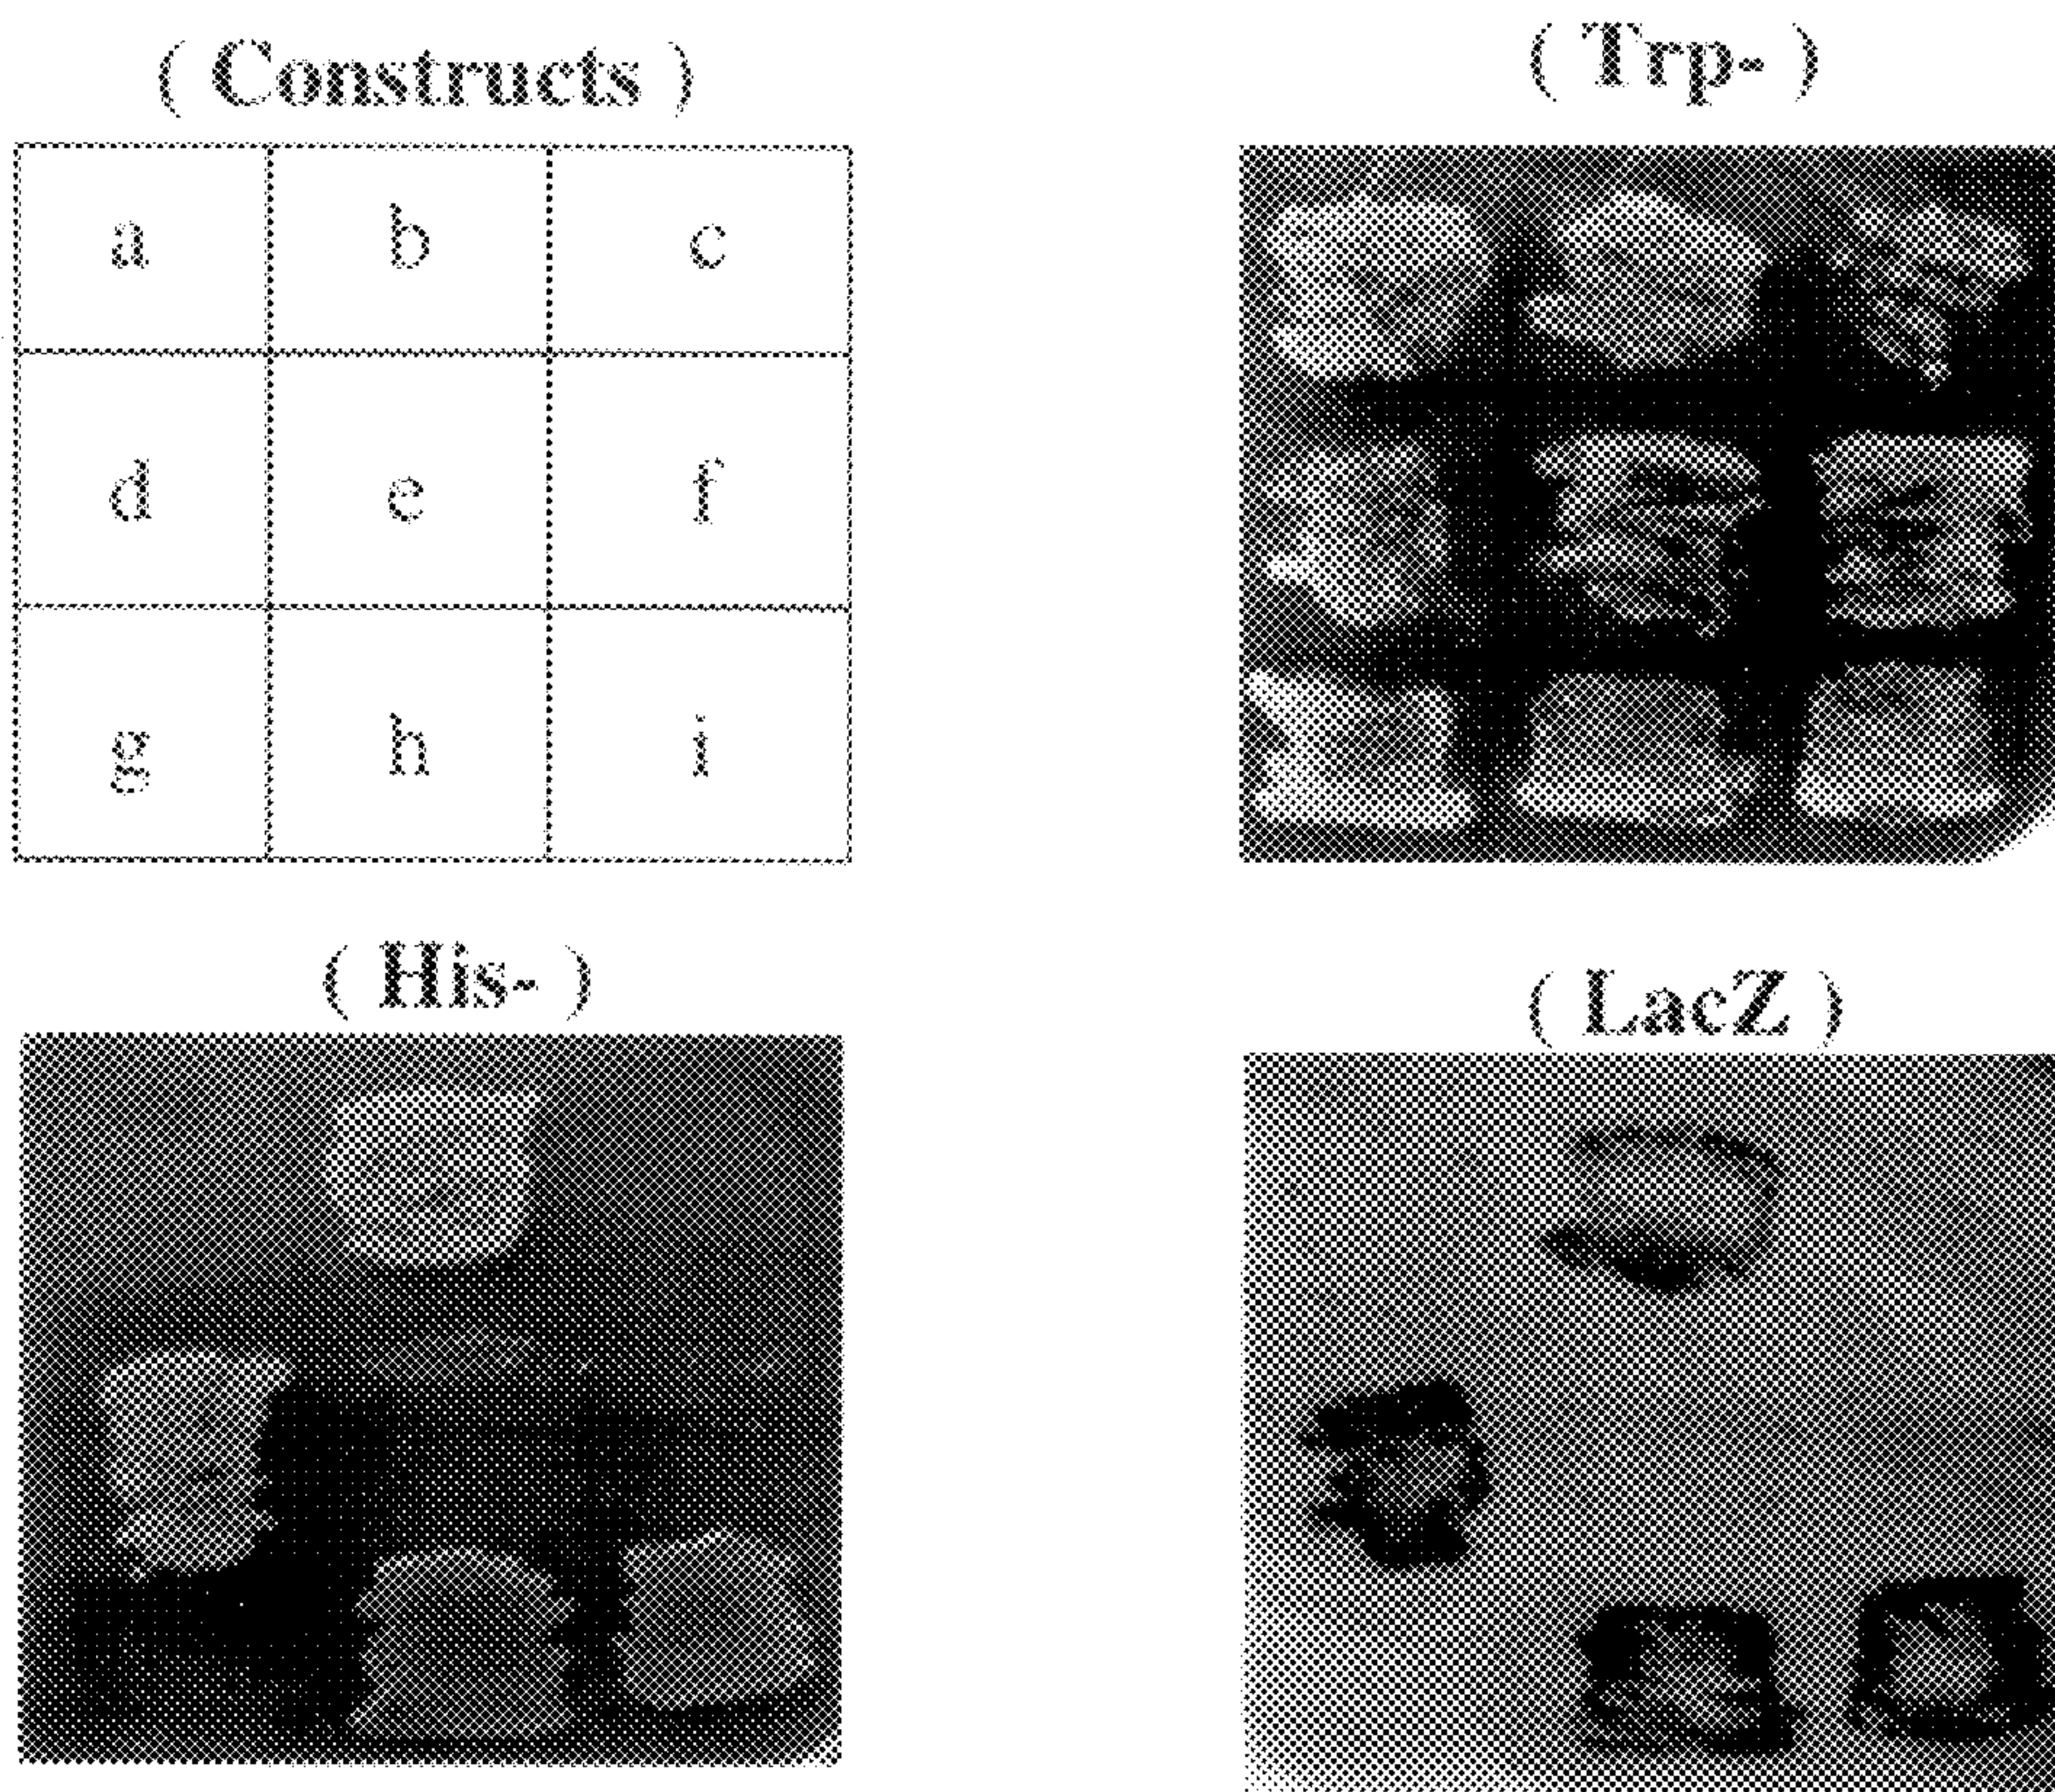 ( Constructs )
( Trp- )
a b c
d e f
g h i
( His- )
( LacZ )